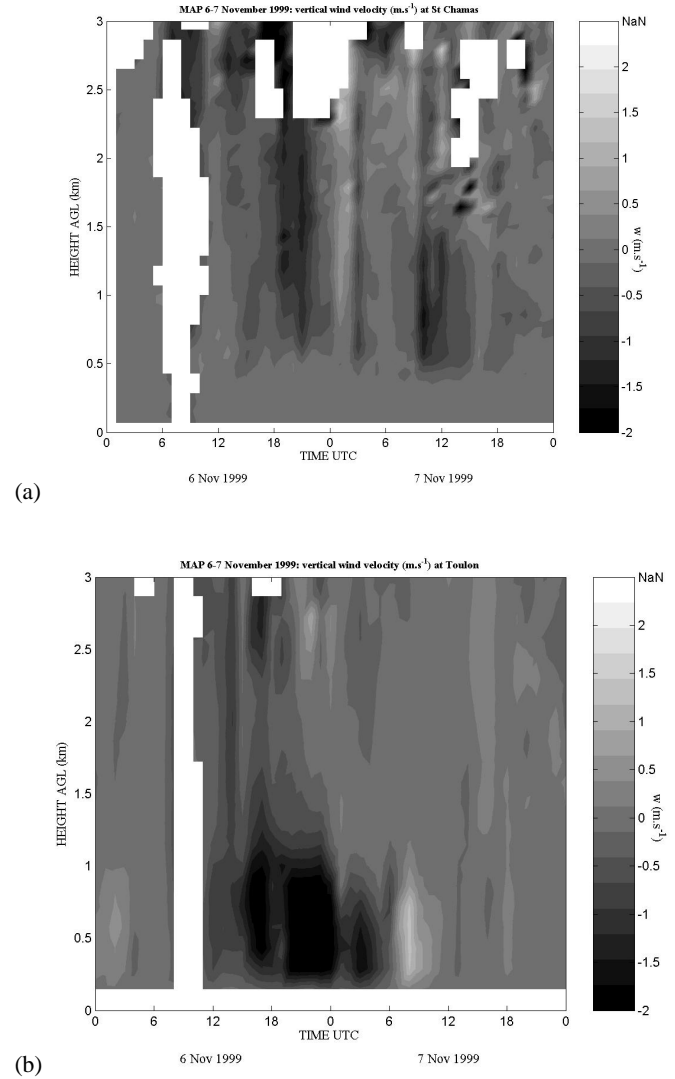 MAP 6-7 November 1999: vertical wind velocity (m.s-1) at St Chamas
3
2.5
2
1.5
1
0.5
0
HEIGHT AGL (km)
0 6 12 18 0 6 12 18 0
TIME UTC
6 Nov 1999 7 Nov 1999
NaN
2
1.5
1
0.5
0
-0.5
-1
-1.5
-2
w (m.s-1)
(a)
MAP 6-7 November 1999: vertical wind velocity (m.s-1) at Toulon
3
2.5
2
1.5
1
0.5
0
HEIGHT AGL (km)
0 6 12 18 0 6 12 18 0
TIME UTC
6 Nov 1999 7 Nov 1999
NaN
2
1.5
1
0.5
0
-0.5
-1
-1.5
-2
w (m.s-1)
(b)